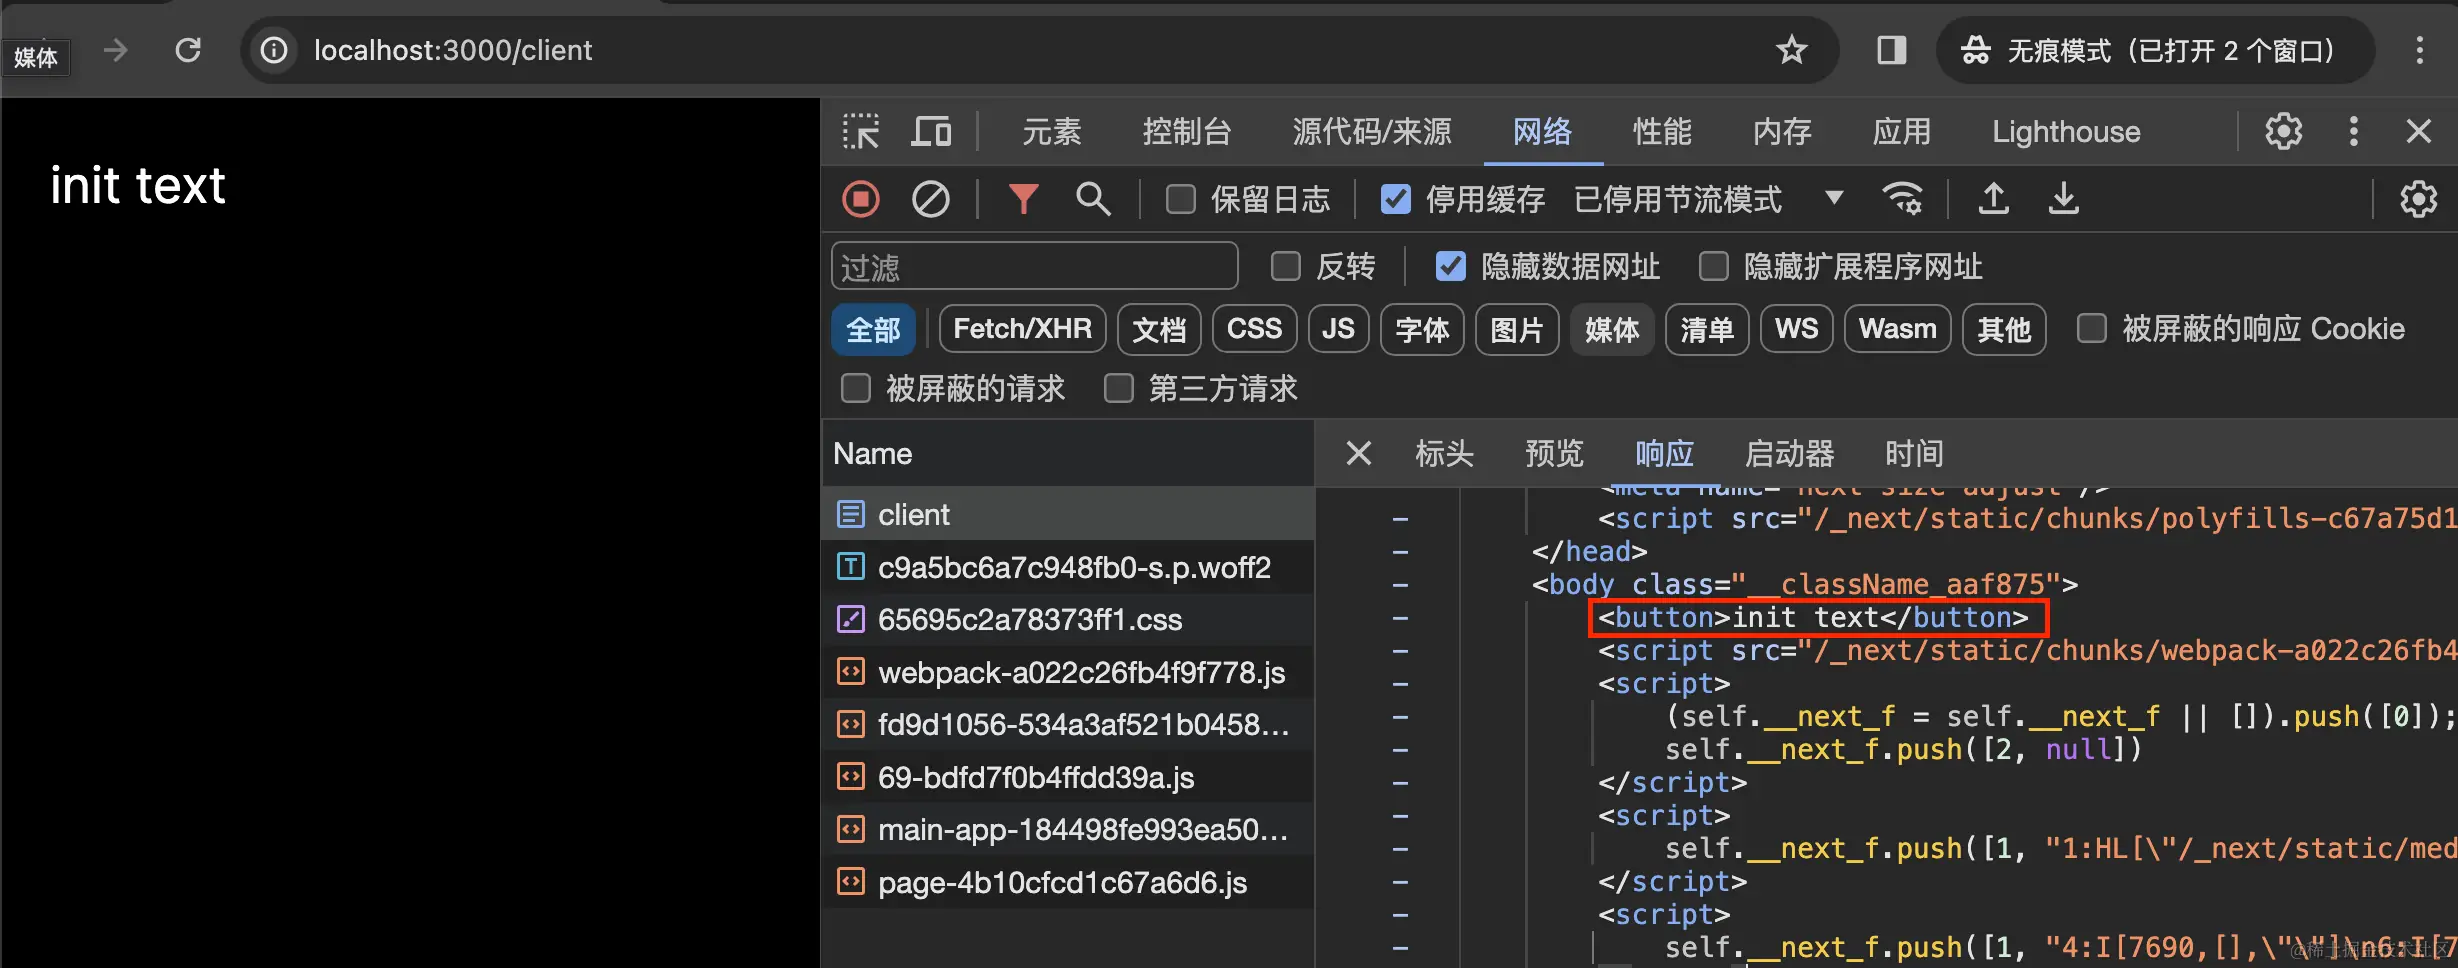 localhost:3000/client
无痕模式（已打开 2 个窗口）
媒体
init text
元素 控制台 源代码/来源 网络 性能 内存 应用 Lighthouse
保留日志 停用缓存 已停用节流模式
过滤 反转 隐藏数据网址 隐藏扩展程序网址
全部 Fetch/XHR 文档 CSS JS 字体 图片 媒体 清单 WS Wasm 其他 被屏蔽的响应 Cookie
被屏蔽的请求 第三方请求
Name
标头 预览 响应 启动器 时间
client
c9a5bc6a7c948fb0-s.p.woff2
65695c2a78373ff1.css
webpack-a022c26fb4f9f778.js
fd9d1056-534a3af521b0458...
69-bdfd7f0b4ffdd39a.js
main-app-184498fe993ea50...
page-4b10cfcd1c67a6d6.js
<meta name="next-size-adjust"/>
<script src="/_next/static/chunks/polyfills-c67a75d1
</head>
<body class="__className_aaf875">
<button>init text</button>
<script src="/_next/static/chunks/webpack-a022c26fb4
<script>
(self.__next_f = self.__next_f || []).push([0]);
self.__next_f.push([2, null])
</script>
<script>
self.__next_f.push([1, "1:HL[\"/_next/static/med
</script>
<script>
self.__next_f.push([1, "4:I[7690,[],\"\"]\n6:I[7
@稀土掘金技术社区